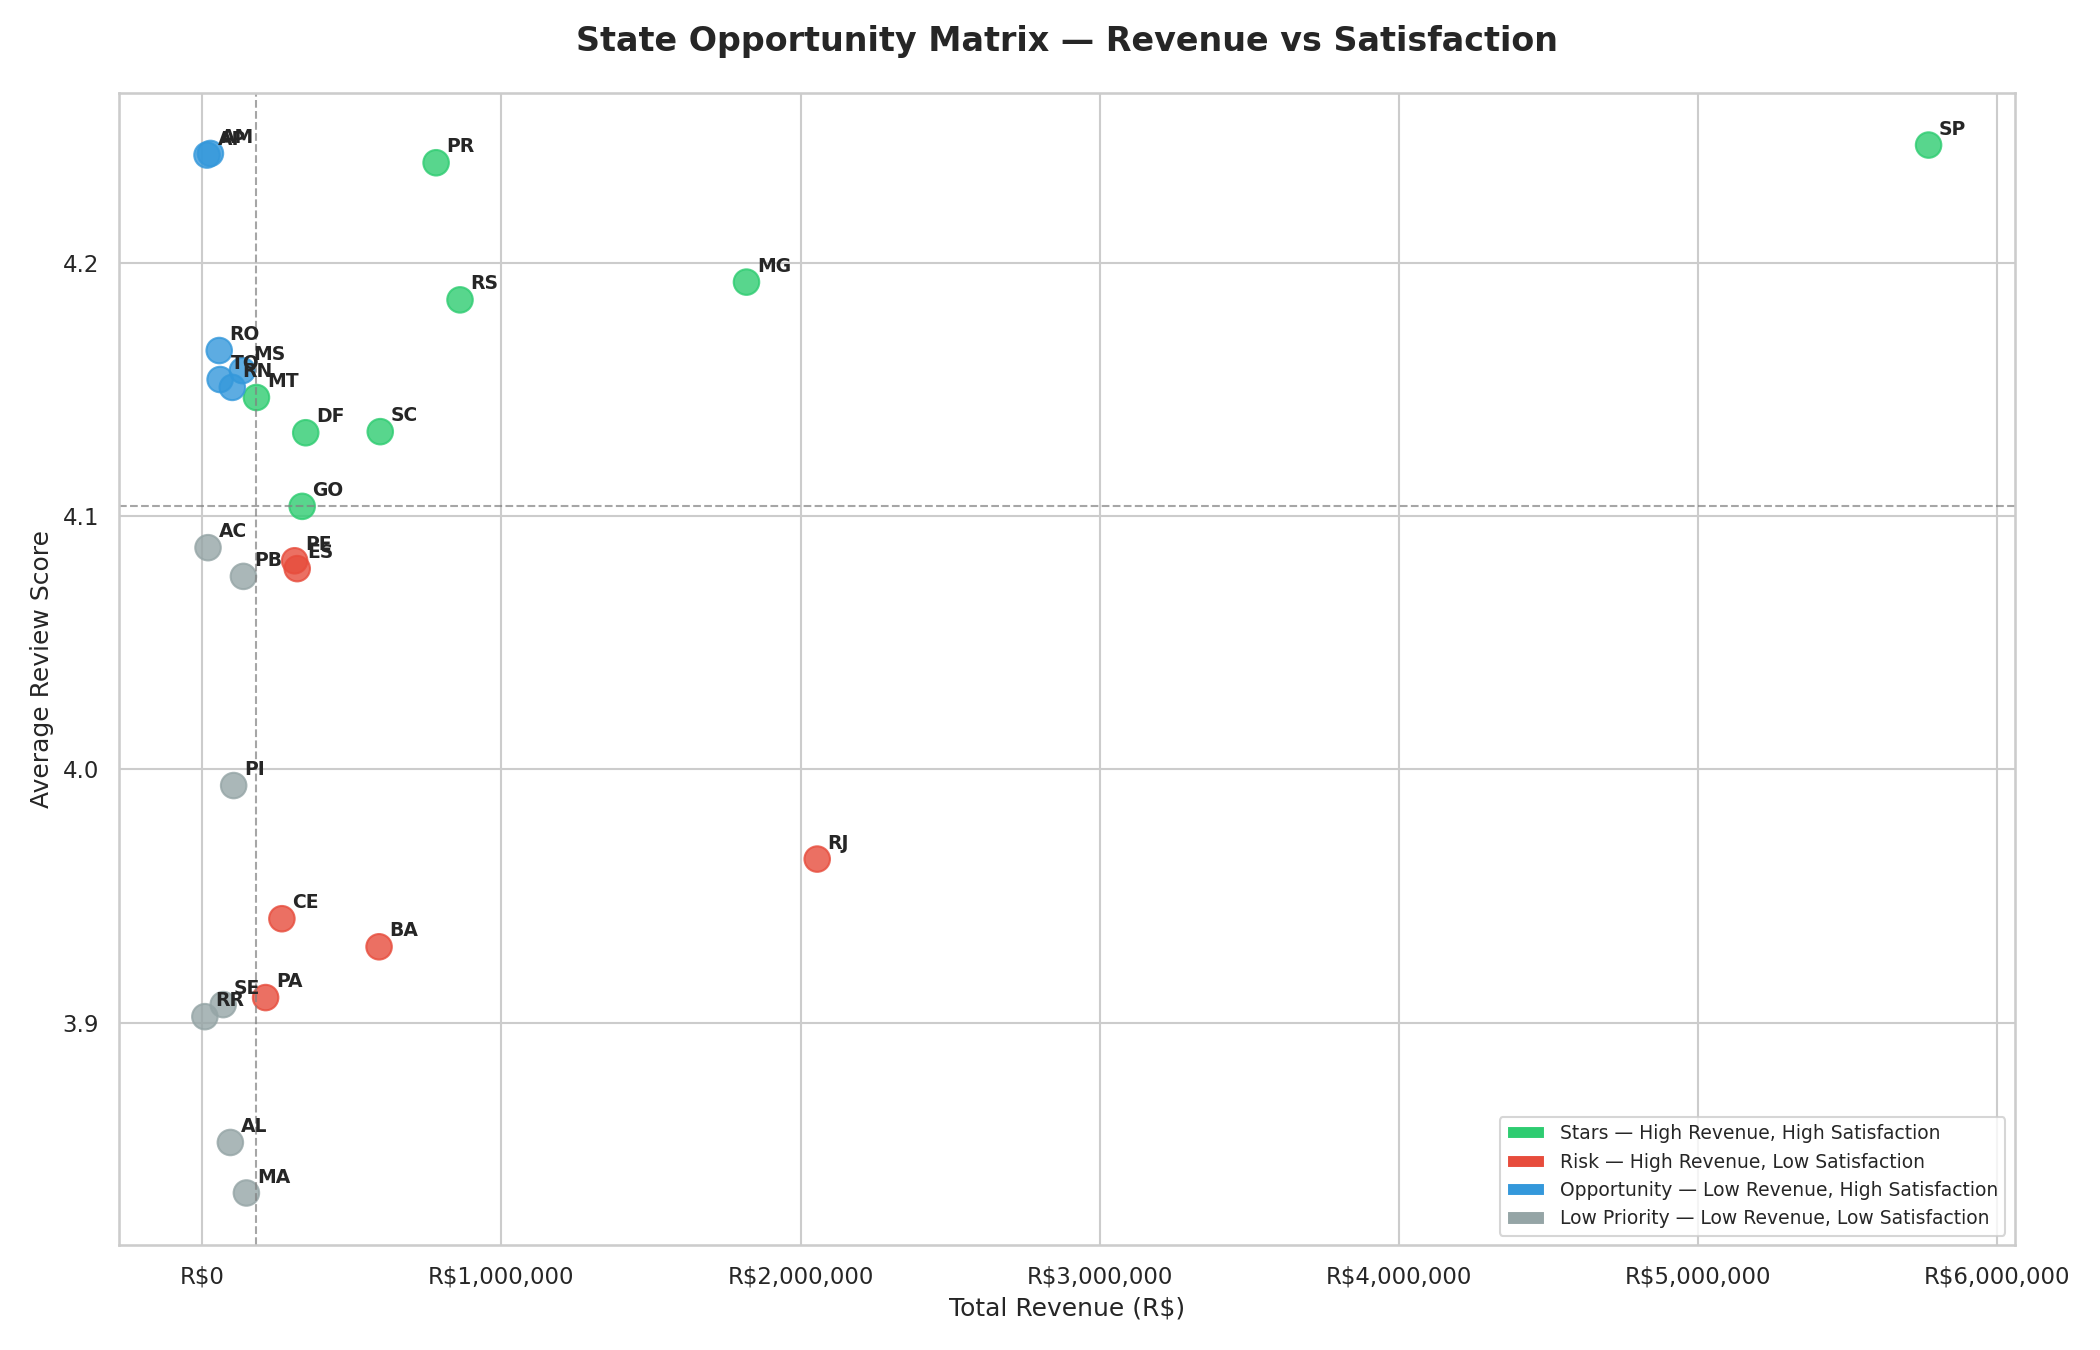 State Opportunity Matrix — Revenue vs Satisfaction
AM
AP
PR
SP
4.2
MG
RS
RO
MS
TO
RN
MT
DF
SC
GO
4.1
AC
PE
ES
PB
Average Review Score
4.0
PI
RJ
CE
BA
PA
SE
RR
3.9
AL
MA
Stars — High Revenue, High Satisfaction
Risk — High Revenue, Low Satisfaction
Opportunity — Low Revenue, High Satisfaction
Low Priority — Low Revenue, Low Satisfaction
R$0 R$1,000,000 R$2,000,000 R$3,000,000 R$4,000,000 R$5,000,000 R$6,000,000
Total Revenue (R$)